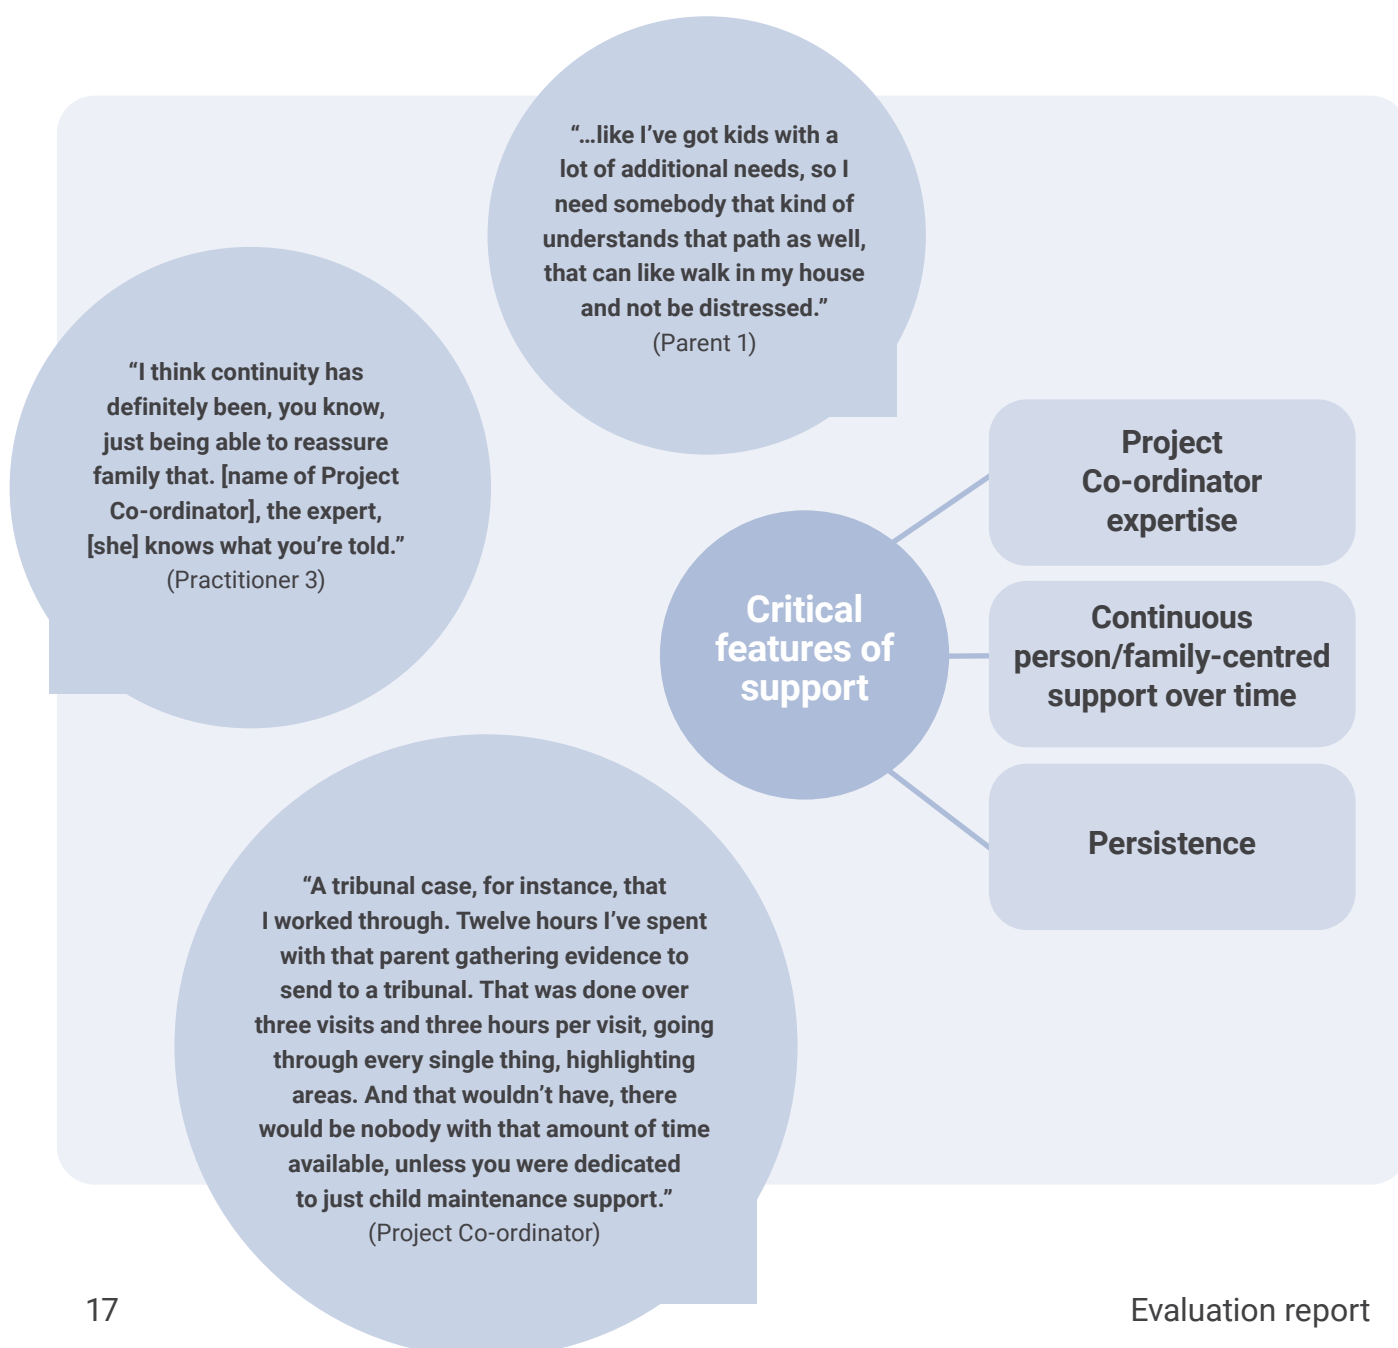 “…like I’ve got kids with a
lot of additional needs, so I
need somebody that kind of
understands that path as well,
that can like walk in my house
and not be distressed.”
(Parent 1)
“I think continuity has
definitely been, you know,
just being able to reassure
family that. [name of Project
Co-ordinator], the expert,
[she] knows what you’re told.”
(Practitioner 3)
Critical
features of
support
Project
Co-ordinator
expertise
Continuous
person/family-centred
support over time
Persistence
“A tribunal case, for instance, that
I worked through. Twelve hours I’ve spent
with that parent gathering evidence to
send to a tribunal. That was done over
three visits and three hours per visit, going
through every single thing, highlighting
areas. And that wouldn’t have, there
would be nobody with that amount of time
available, unless you were dedicated
to just child maintenance support.”
(Project Co-ordinator)
17
Evaluation report